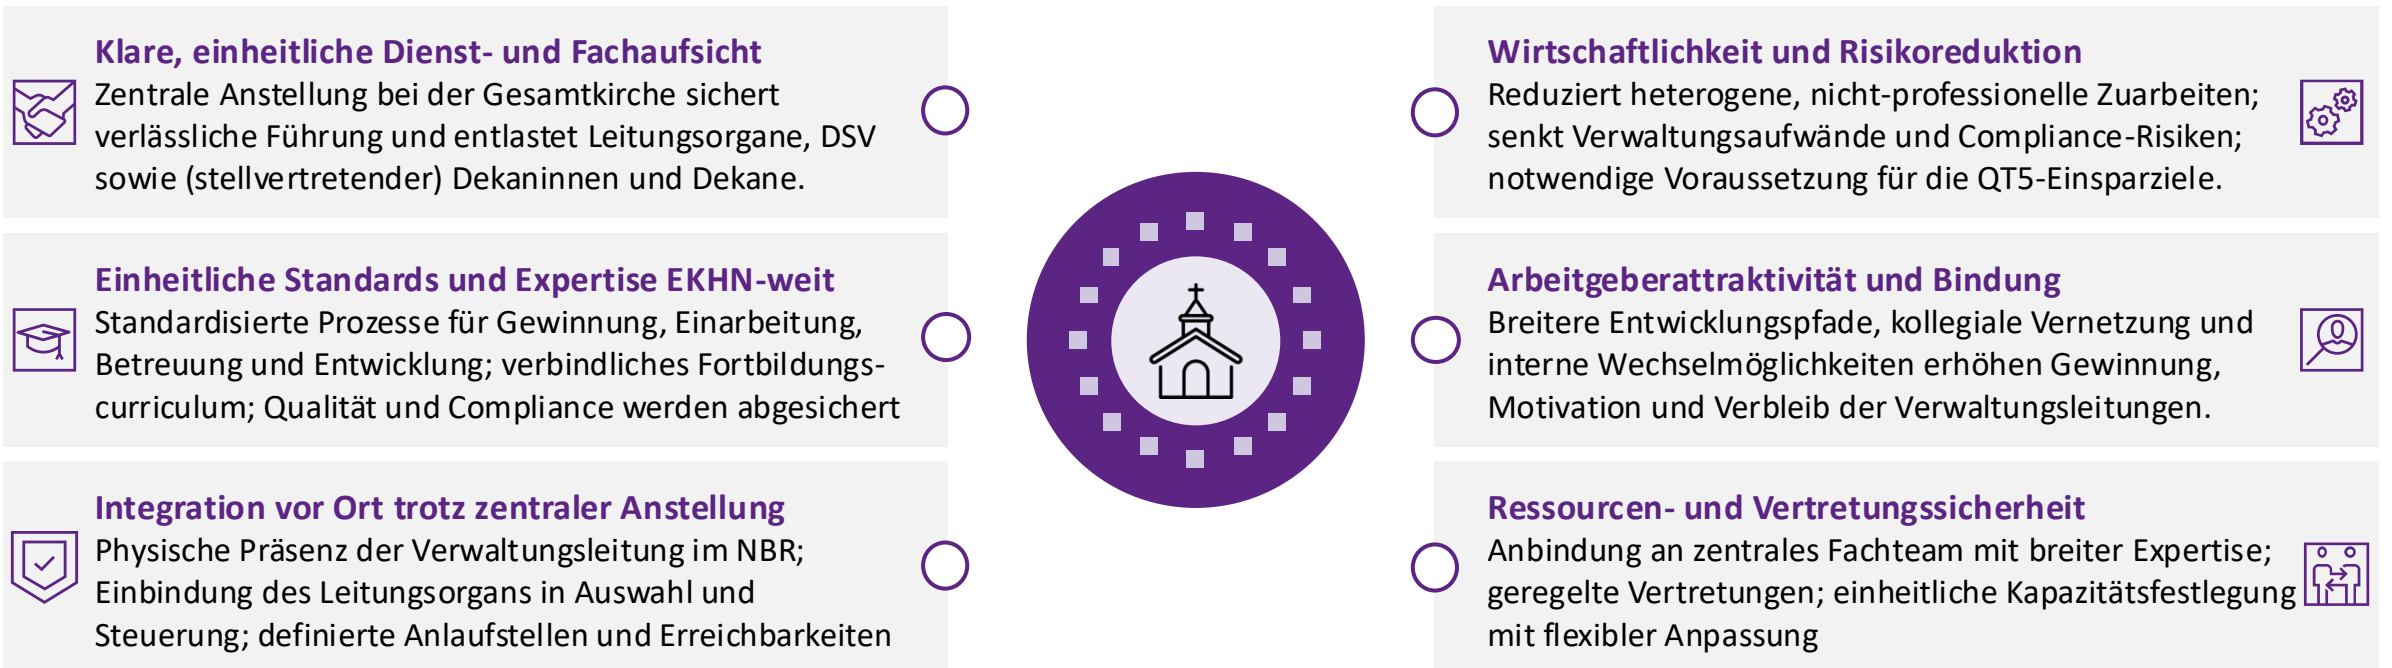 Klare, einheitliche Dienst- und Fachaufsicht
Zentrale Anstellung bei der Gesamtkirche sichert
verlässliche Führung und entlastet Leitungsorgane, DSV
sowie (stellvertretender) Dekaninnen und Dekane.
Einheitliche Standards und Expertise EKHN-weit
Standardisierte Prozesse für Gewinnung, Einarbeitung,
Betreuung und Entwicklung; verbindliches Fortbildungs-
curriculum; Qualität und Compliance werden abgesichert
Integration vor Ort trotz zentraler Anstellung
Physische Präsenz der Verwaltungsleitung im NBR;
Einbindung des Leitungsorgans in Auswahl und
Steuerung; definierte Anlaufstellen und Erreichbarkeiten
Wirtschaftlichkeit und Risikoreduktion
Reduziert heterogene, nicht-professionelle Zuarbeiten;
senkt Verwaltungsaufwände und Compliance-Risiken;
notwendige Voraussetzung für die QT5-Einsparziele.
Arbeitgeberattraktivität und Bindung
Breitere Entwicklungspfade, kollegiale Vernetzung und
interne Wechselmöglichkeiten erhöhen Gewinnung,
Motivation und Verbleib der Verwaltungsleitungen.
Ressourcen- und Vertretungssicherheit
Anbindung an zentrales Fachteam mit breiter Expertise;
geregelte Vertretungen; einheitliche Kapazitätsfestlegung
mit flexibler Anpassung